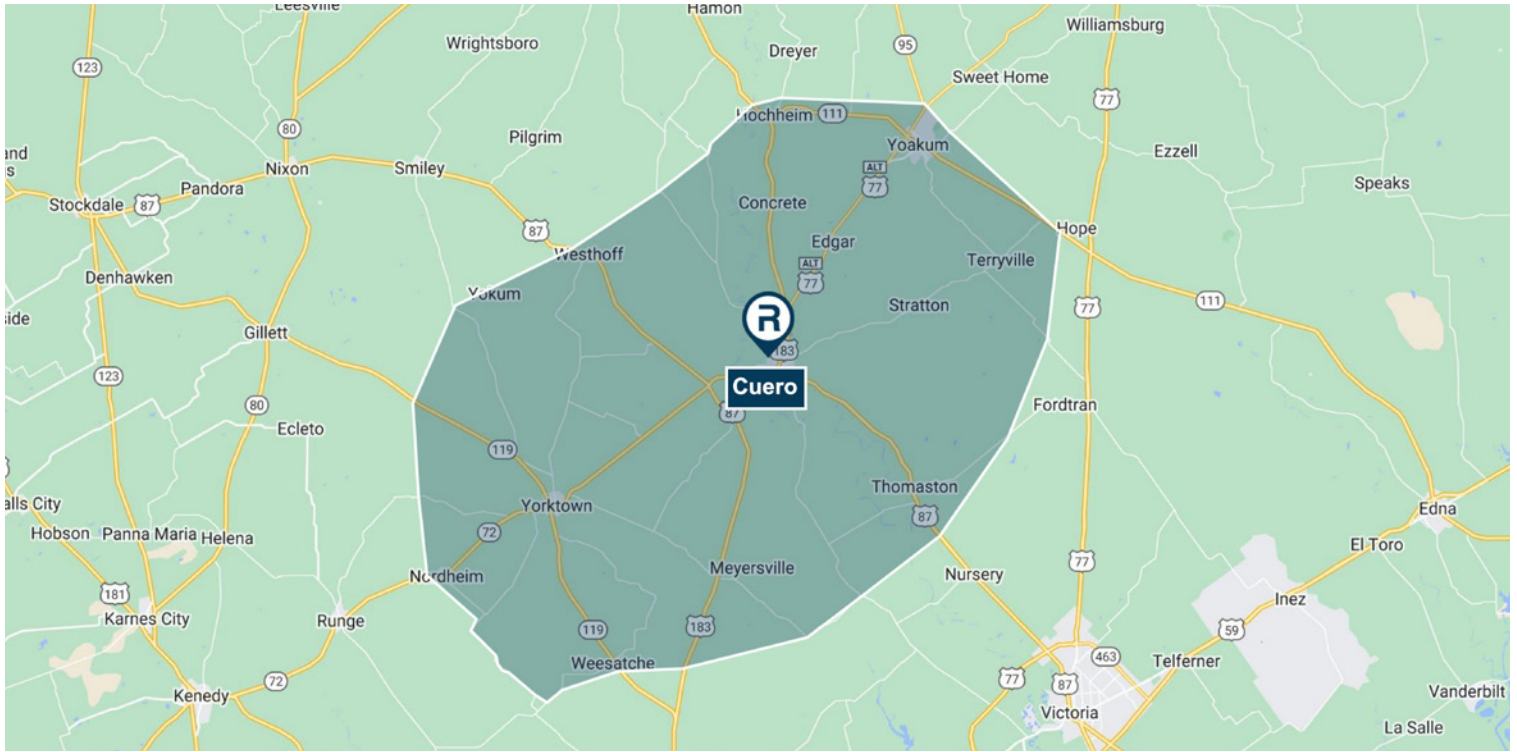 Leesville
Hamon
Williamsburg
123
Wrightsboro
Dreyer
95
Sweet Home
77
80
Pilgrim
Hochheim
111
Yoakum
Ezzell
Nixon
Smiley
ALT
77
Speaks
Pandora
Stockdale
87
Concrete
87
Hope
Edgar
Westhoff
Terryville
ALT
77
Denhawken
Yokum
Stratton
111
77
R
Gillett
183
123
Cuero
80
87
Fordtran
Ecleto
119
Thomaston
Yorktown
87
Edna
Hobson
Panna Maria
Helena
72
El Toro
77
Meyersville
Nursery
Nordheim
181
Inez
Karnes City
Runge
119
183
59
Weesatche
463
Telferner
72
77
87
Kenedy
Vanderbilt
Victoria
La Salle